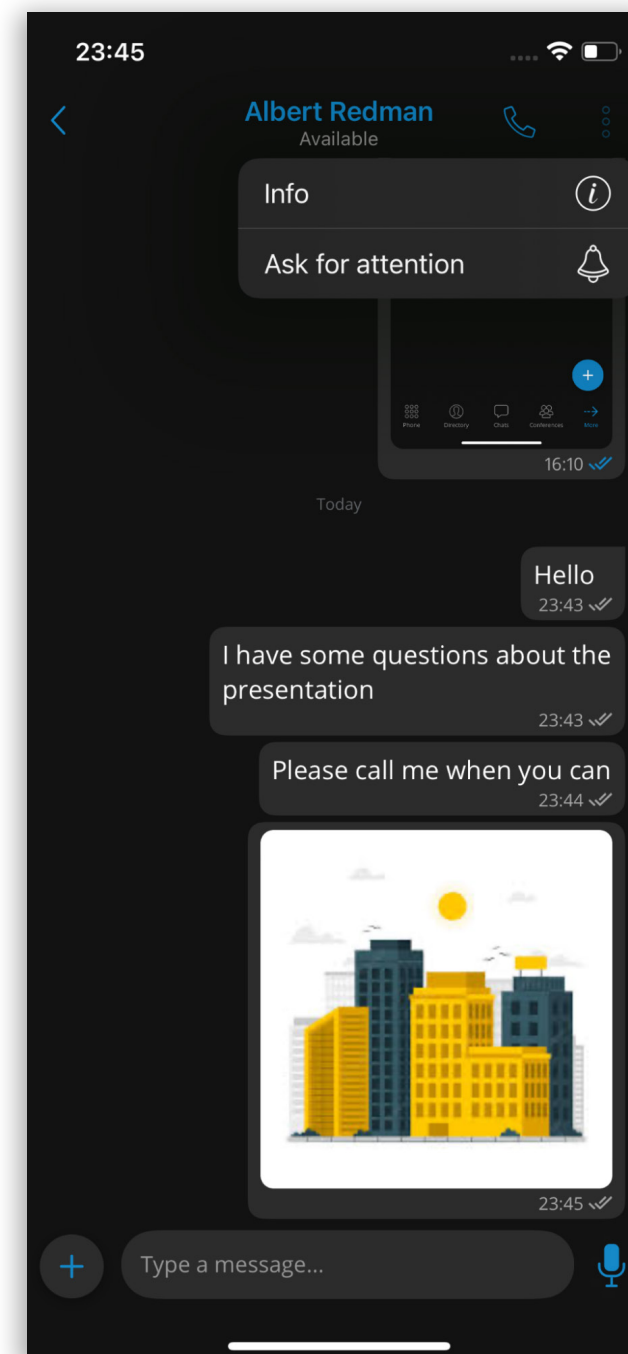 23:45
Albert Redman
Available
Info
Ask for attention
Phone Directory Chats Conferences More
16:10
Today
Hello
23:43
I have some questions about the
presentation
23:43
Please call me when you can
23:44
23:45
Type a message...